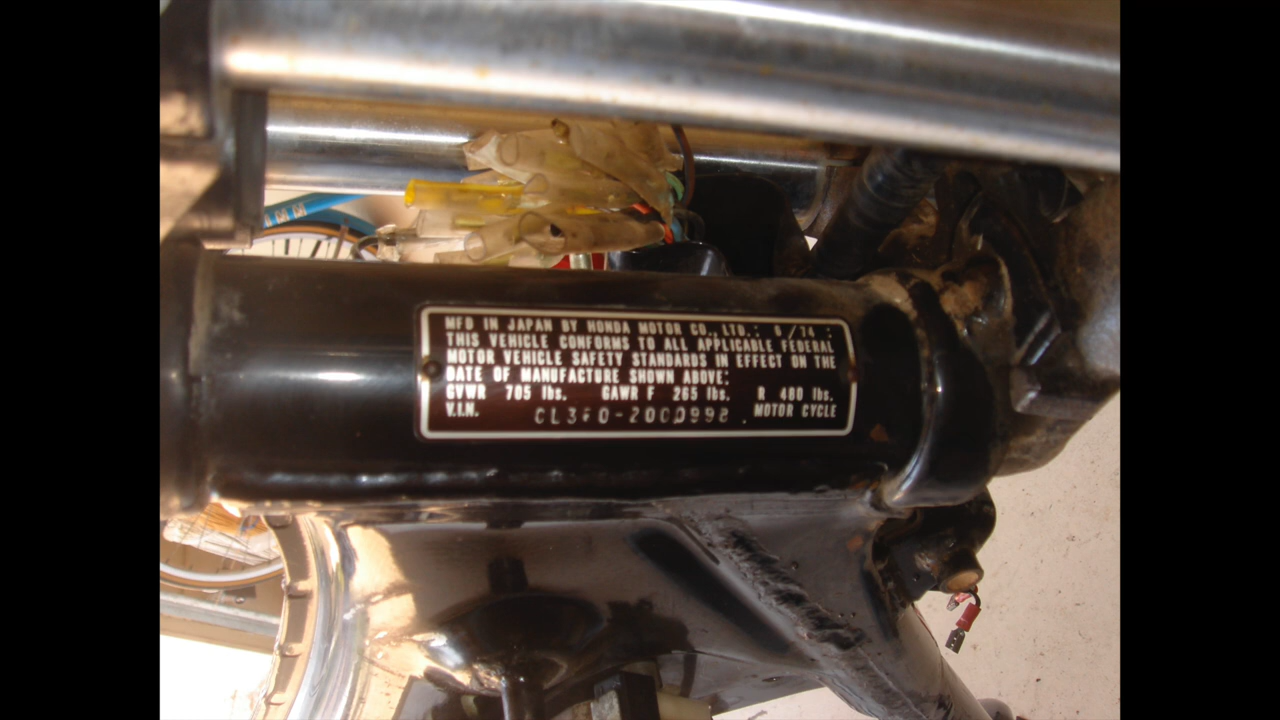 MFD IN JAPAN BY HONDA MOTOR CO., LTD.: 6/74 :
THIS VEHICLE CONFORMS TO ALL APPLICABLE FEDERAL
MOTOR VEHICLE SAFETY STANDARDS IN EFFECT ON THE
DATE OF MANUFACTURE SHOWN ABOVE:
GVWR 705 lbs. GAWR F 265 lbs. R 480 lbs.
V.I.N. MOTOR CYCLE